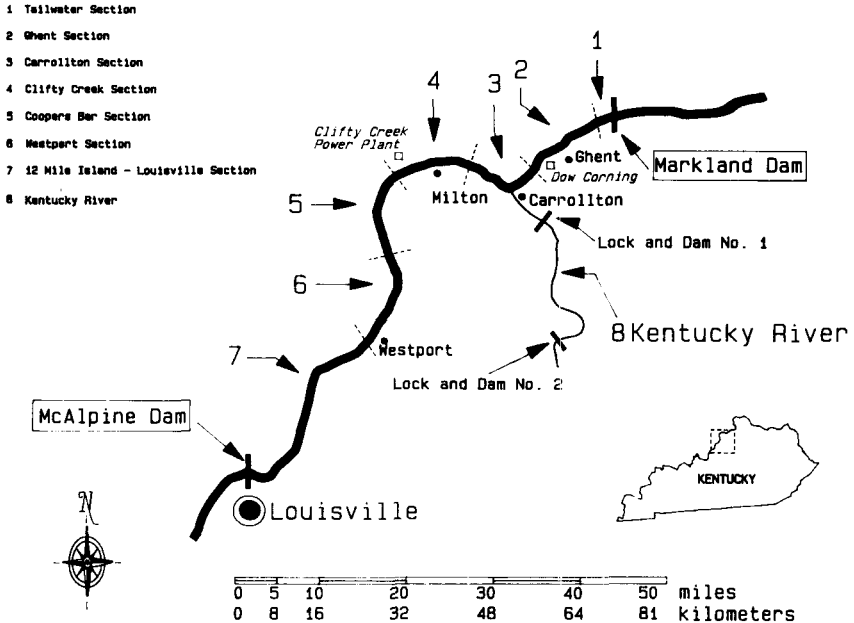 1 Tailwater Section
2 Ghent Section
3 Carrollton Section
4 Clifty Creek Section
5 Coopers Bar Section
6 Westport Section
7 12 Mile Island - Louisville Section
8 Kentucky River
1
2
3
4
Clifty Creek
Power Plant
Ghent
Markland Dam
Dow Corning
Milton
Carrollton
5
Lock and Dam No. 1
6
8 Kentucky River
Westport
7
Lock and Dam No. 2
McAlpine Dam
KENTUCKY
N
Louisville
0 5 10 20 30 40 50 miles
0 8 16 32 48 64 81 kilometers